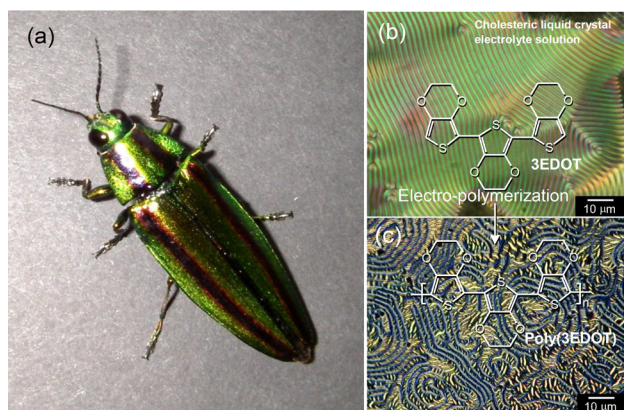 (a)
(b)
Cholesteric liquid crystal
electrolyte solution
O
O
O
O
S
S
S
3EDOT
O
O
Electro-polymerization
10 μm
(c)
O
O
O
O
S
S
S
n
O
O
Poly(3EDOT)
10 μm